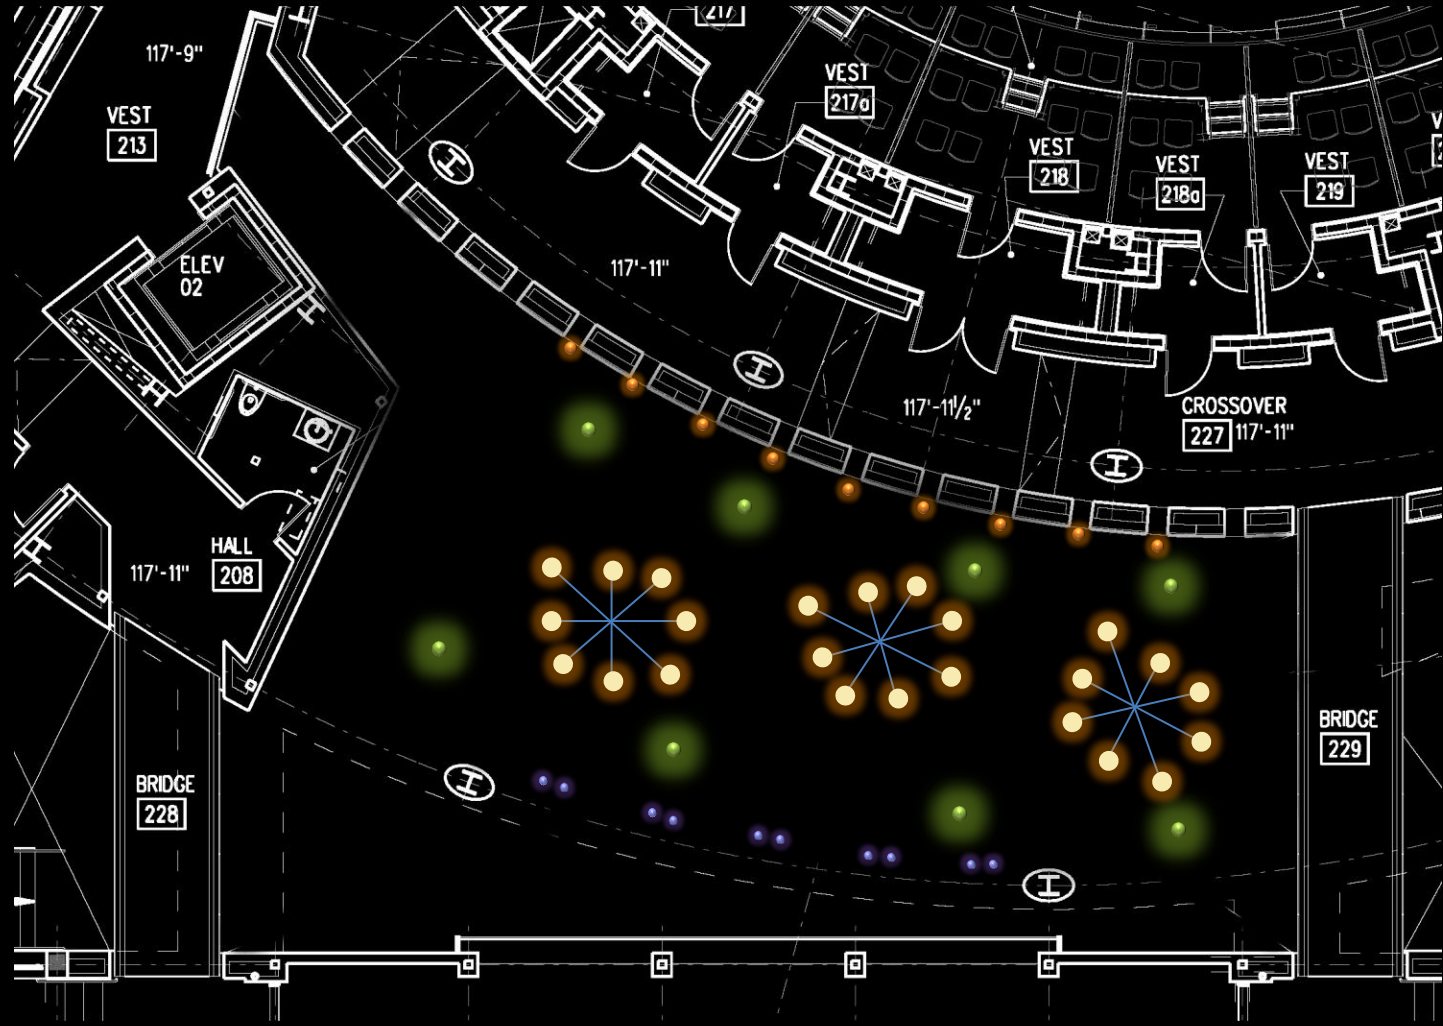 217
117'-9"
VEST
217a
VEST
213
VEST
218
VEST
218a
VEST
219
ELEV
02
117'-11"
117'-11½"
CROSSOVER
227 117'-11"
HALL
208
117'-11"
BRIDGE
229
BRIDGE
228